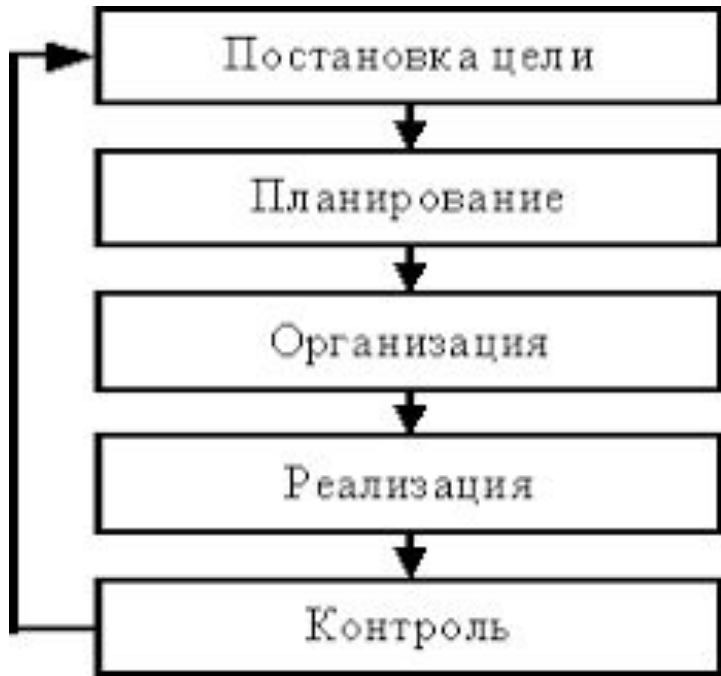 Постановка цели
Планирование
Организация
Реализация
Контроль